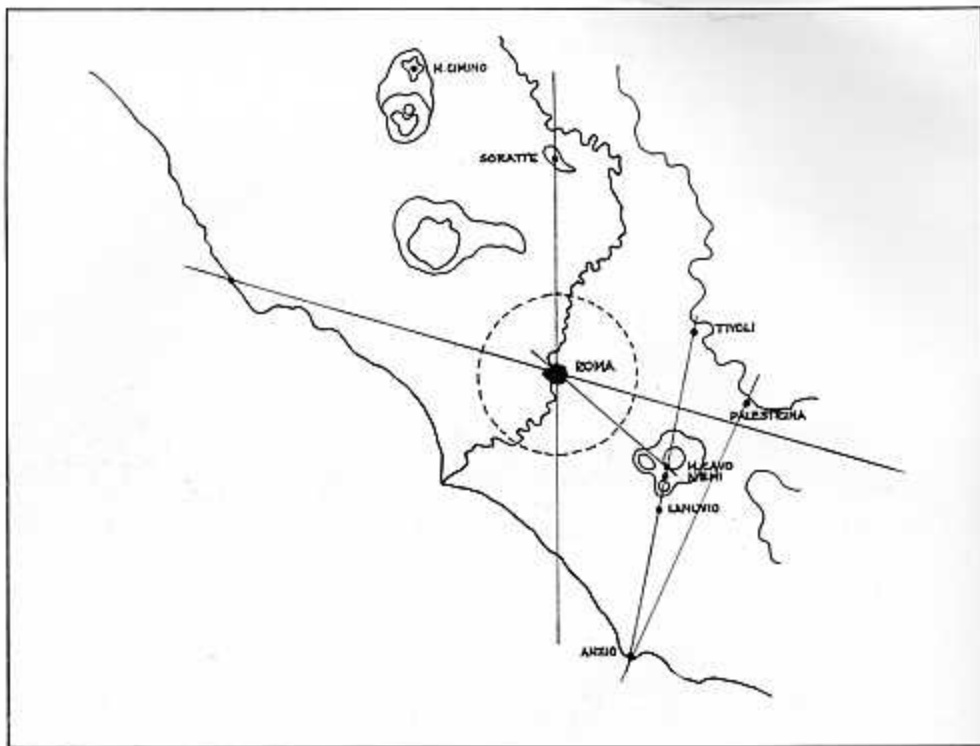 M. CIMINO
SORATTE
TIVOLI
ROMA
PALESTRINA
M. CAVO
NEMI
LANUVIO
ANZIO